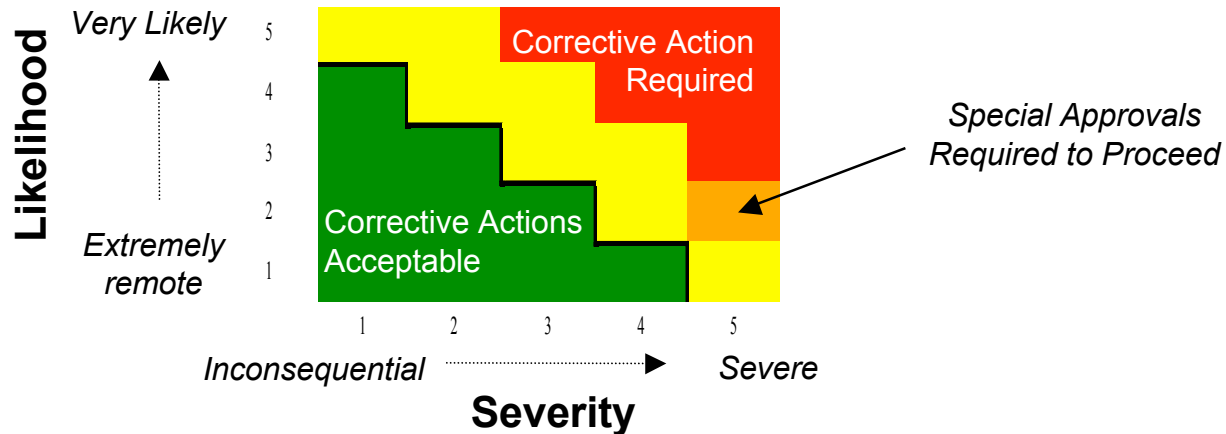 Very Likely
5
Corrective Action
Required
4
Special Approvals
Required to Proceed
3
Likelihood
2
Corrective Actions
Acceptable
Extremely
remote
1
1
2
3
4
5
Inconsequential
Severe
Severity